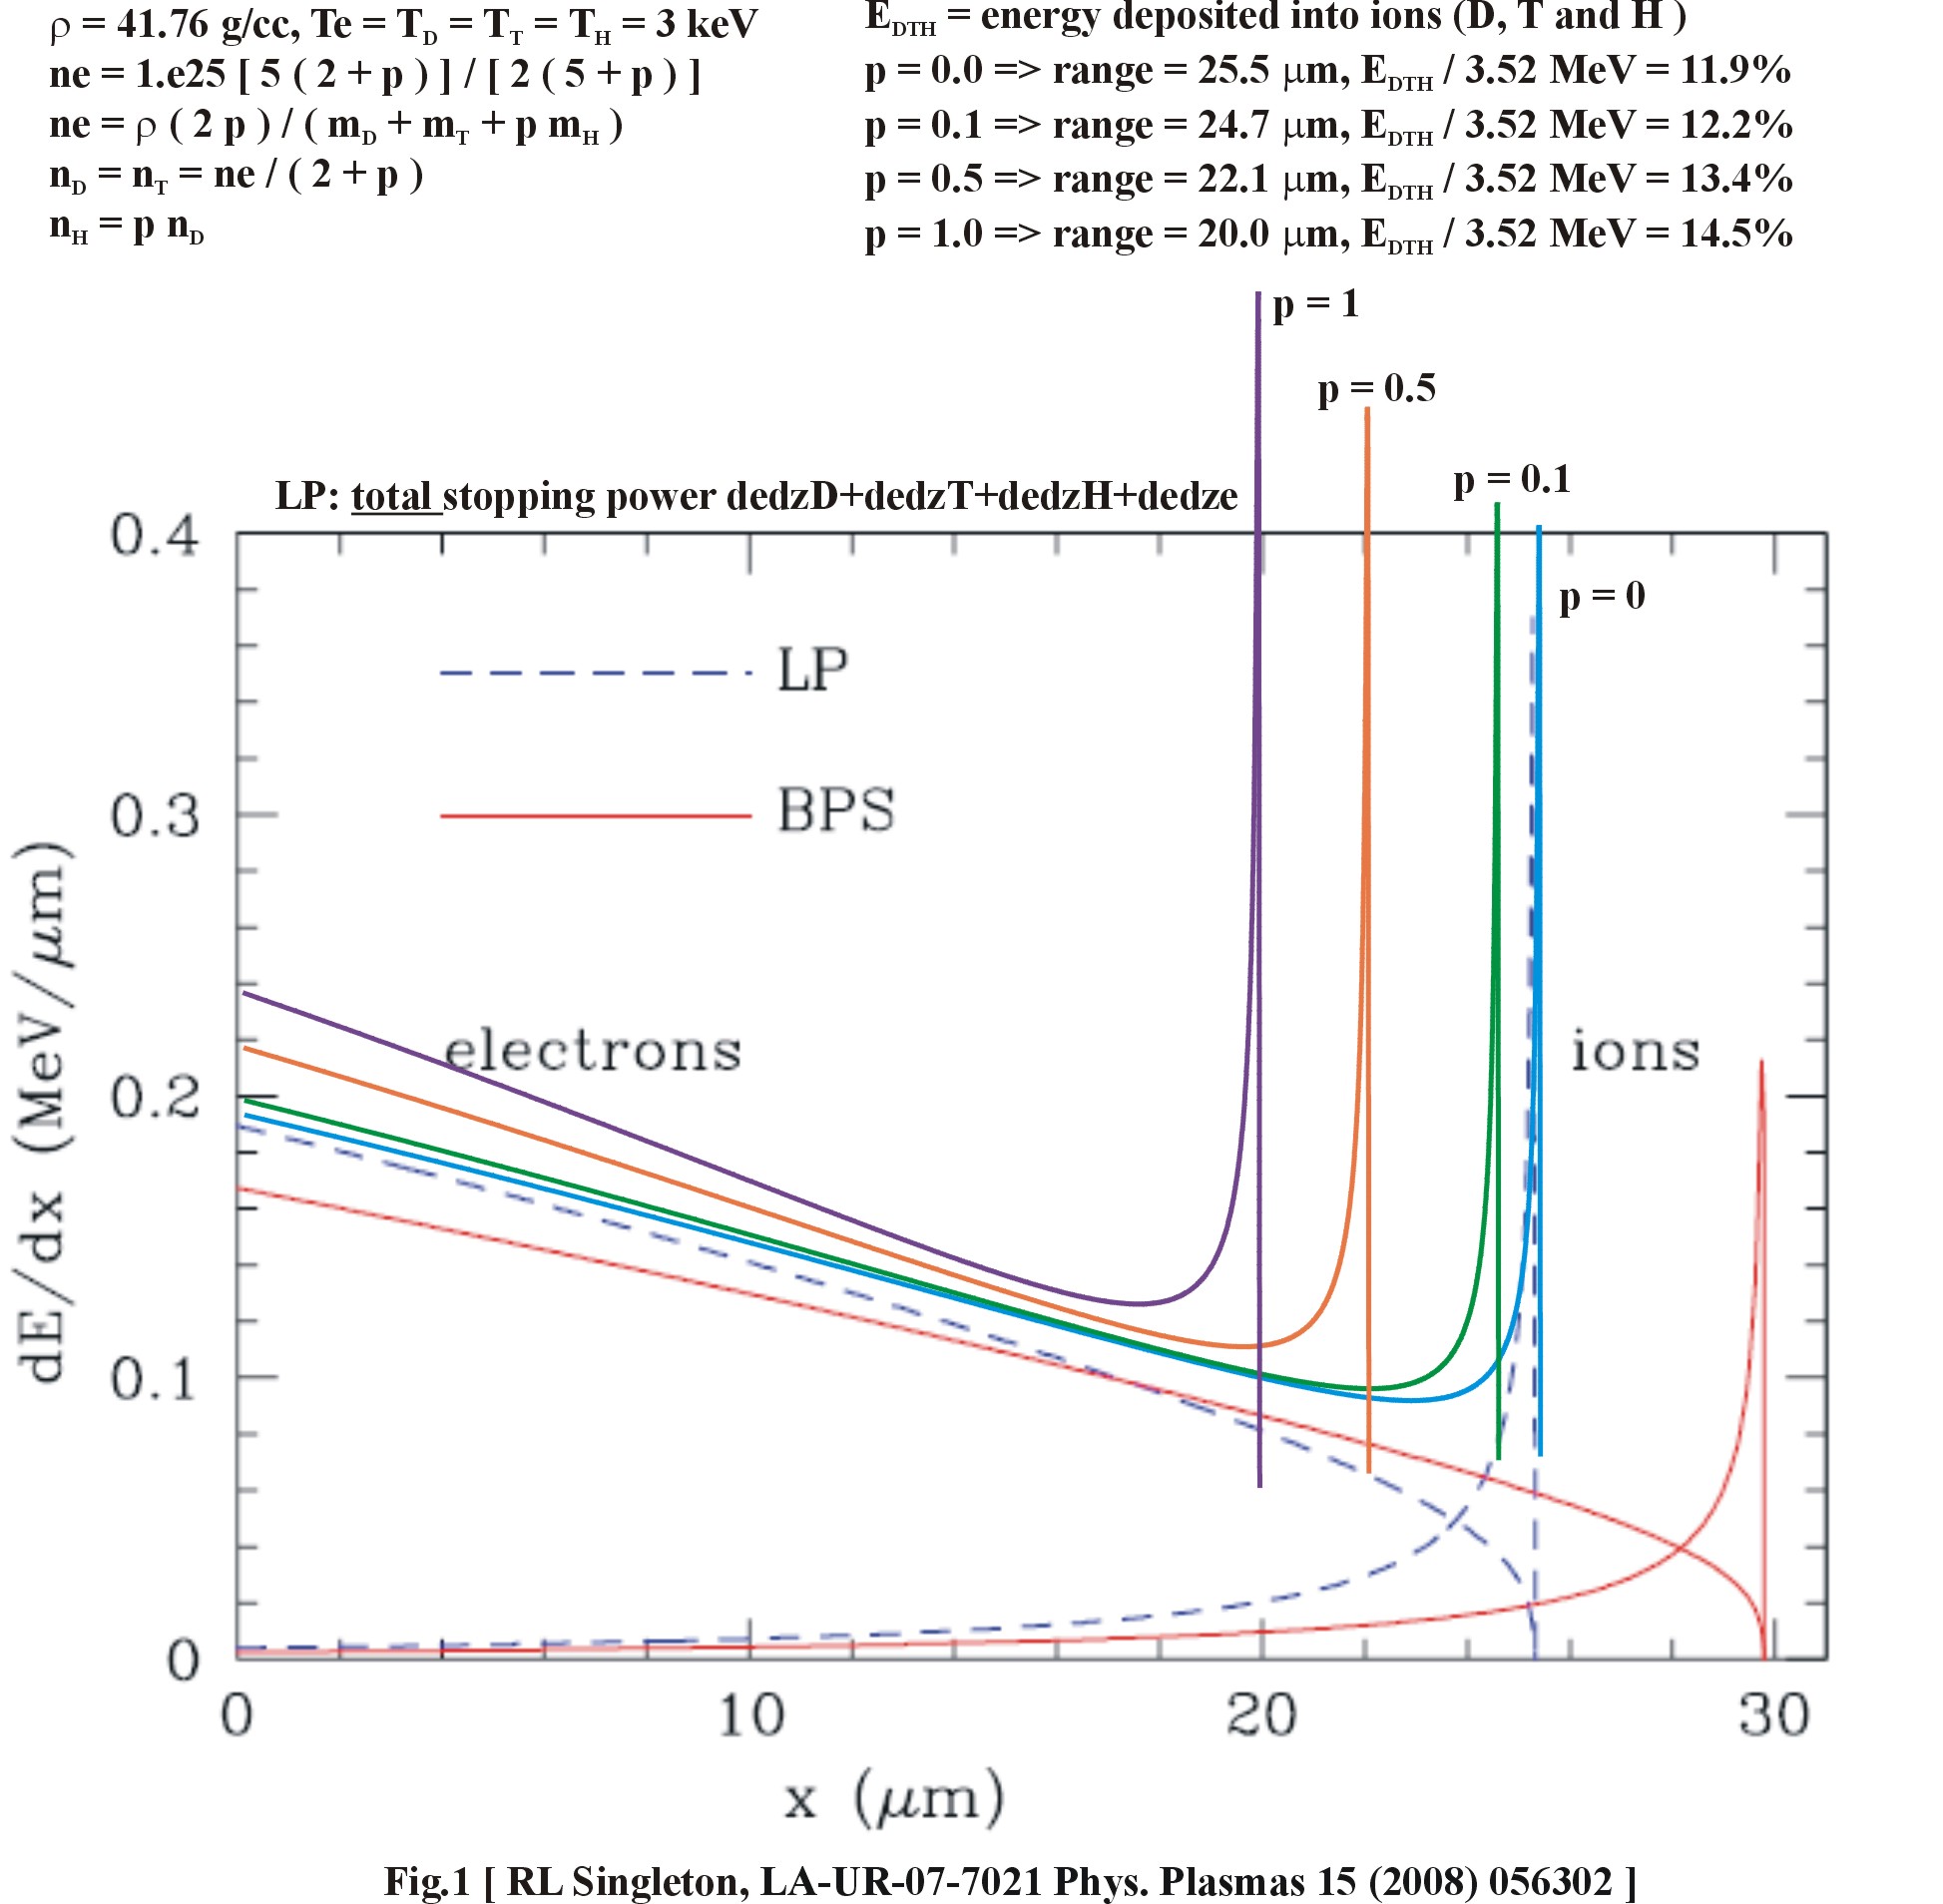 ρ = 41.76 g/cc, Te = T_D = T_T = T_H = 3 keV
ne = 1.e25 [ 5 ( 2 + p ) ] / [ 2 ( 5 + p ) ]
ne = ρ ( 2 p ) / ( m_D + m_T + p m_H )
n_D = n_T = ne / ( 2 + p )
n_H = p n_D
E_DTH = energy deposited into ions (D, T and H )
p = 0.0 => range = 25.5 μm, E_DTH / 3.52 MeV = 11.9%
p = 0.1 => range = 24.7 μm, E_DTH / 3.52 MeV = 12.2%
p = 0.5 => range = 22.1 μm, E_DTH / 3.52 MeV = 13.4%
p = 1.0 => range = 20.0 μm, E_DTH / 3.52 MeV = 14.5%
p = 1
p = 0.5
p = 0.1
LP: total stopping power dedzD+dedzT+dedzH+dedze
p = 0
LP
BPS
electrons
ions
0.4
0.3
0.2
0.1
0
dE/dx (MeV/μm)
0 10 20 30
x (μm)
Fig.1 [ RL Singleton, LA-UR-07-7021 Phys. Plasmas 15 (2008) 056302 ]